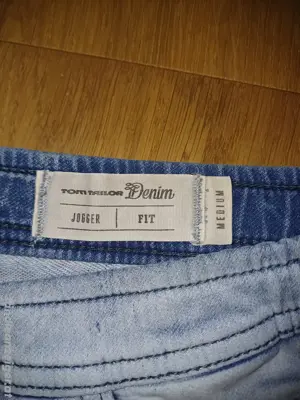 TOM TAILOR Denim
JOGGER | FIT
MEDIUM